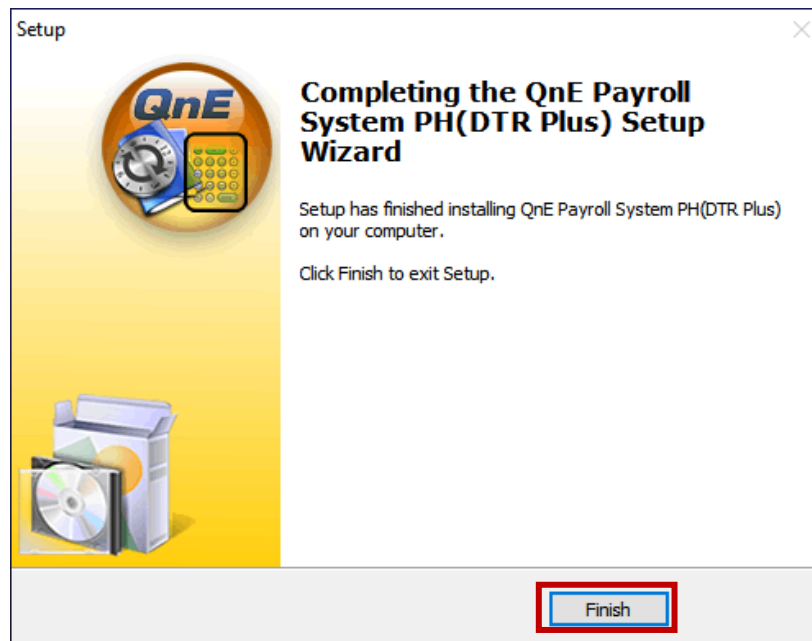 Setup
QnE
Completing the QnE Payroll
System PH(DTR Plus) Setup
Wizard
Setup has finished installing QnE Payroll System PH(DTR Plus)
on your computer.
Click Finish to exit Setup.
Finish